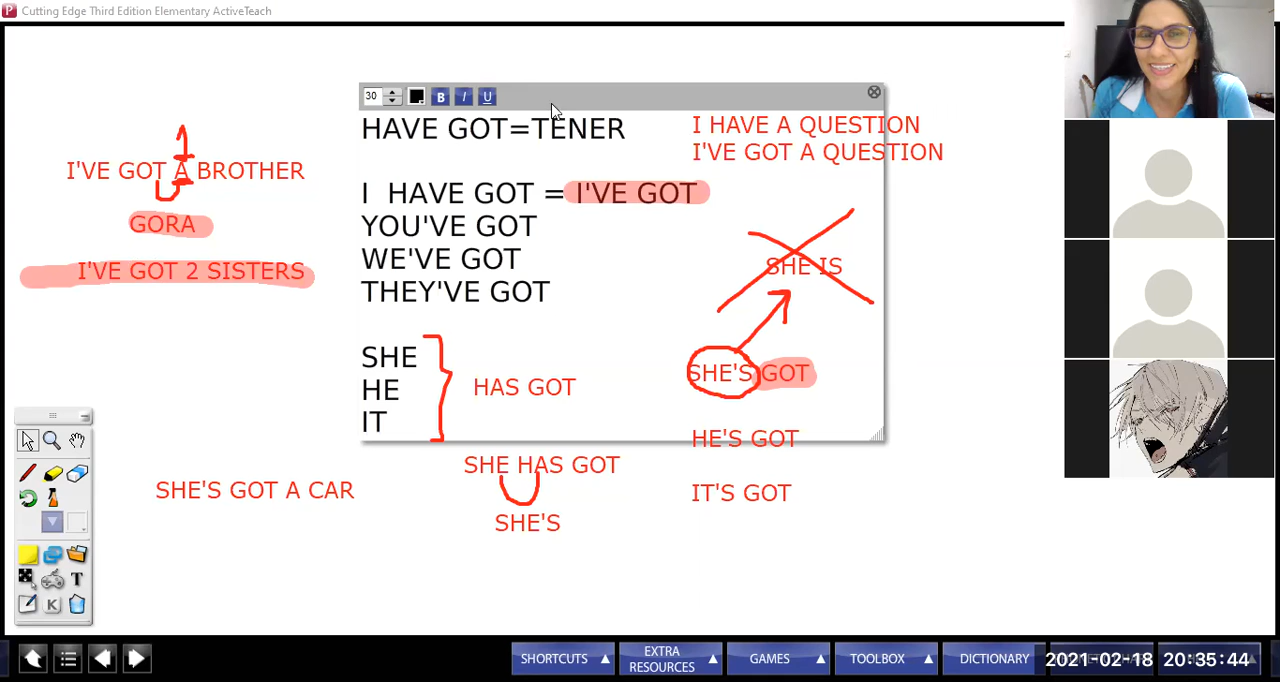 Cutting Edge Third Edition Elementary ActiveTeach
30 B I U
HAVE GOT=TENER
I HAVE GOT = I'VE GOT
YOU'VE GOT
WE'VE GOT
THEY'VE GOT
SHE
HE
IT
HAS GOT
SHE HAS GOT
SHE'S
1
I'VE GOT A BROTHER
GORA
I'VE GOT 2 SISTERS
SHE'S GOT A CAR
I HAVE A QUESTION
I'VE GOT A QUESTION
SHE IS
SHE'S GOT
HE'S GOT
IT'S GOT
T
K
SHORTCUTS
EXTRA
RESOURCES
GAMES
TOOLBOX
DICTIONARY
2021-02-18 20:35:44